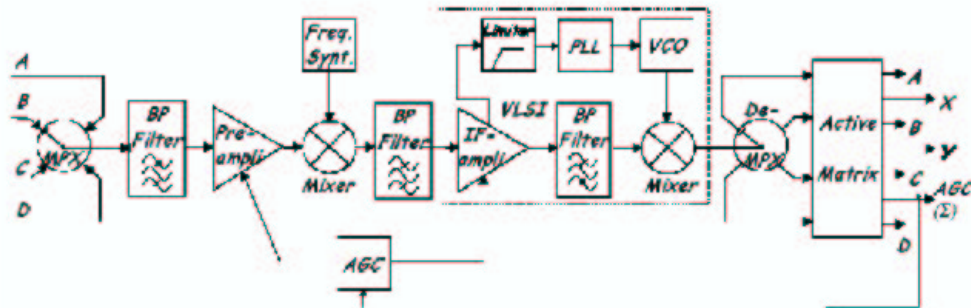 A
B
C
D
MPX
BP
Filter
Pre-
ampli
Freq.
Synt.
Mixer
BP
Filter
IF-
ampli
VLSI
Limiter
PLL
VCO
BP
Filter
Mixer
De-
MPX
Active
Matrix
A
X
B
Y
C
AGC
(Σ)
D
AGC